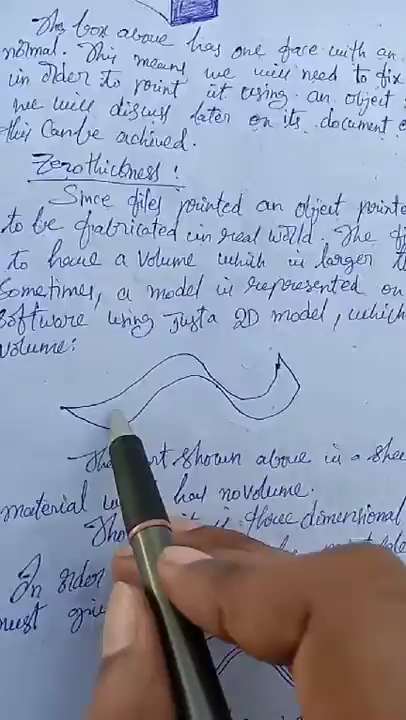 The box above has one face with an
normal. This means we will need to fix
in order to print it using an object
we will discuss later on its document
this Can be achived.
Zerothickness:
Since files printed an object printe
to be fabricated in real world. The
to have a Volume which is larger
Sometimes, a model is represented on
software using Just a 2D model, which
volume:
The shown above is a shee
material has no volume.
is three dimensional
In order
must give